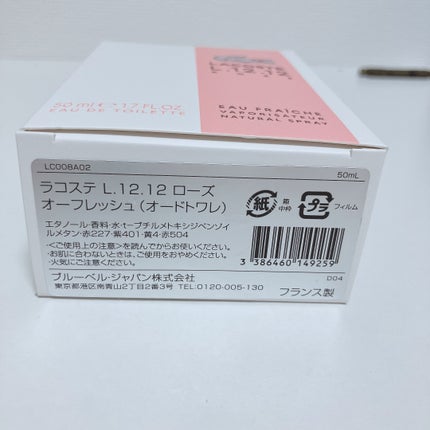 LACOSTE
L.12.12
50 ml ℮ 1.7 FL.OZ.
EAU DE TOILETTE
EAU FRAÎCHE
VAPORISATEUR
NATURAL SPRAY
LC008A02
50mL
ラコステ L.12.12 ローズ
オーフレッシュ (オードトワレ)
紙 箱 中枠 プラ フィルム
エタノール・香料・水・t-ブチルメトキシジベンゾイ
ルメタン・赤227・紫401・黄4・赤504
<ご使用上の注意>を読んでからお使いください。
・お肌に合わないときは、ご使用をおやめください。
・火気にご注意ください。
3 386460 149259
ブルーベル・ジャパン株式会社
D04
東京都港区南青山2丁目2番3号 TEL:0120-005-130
フランス製